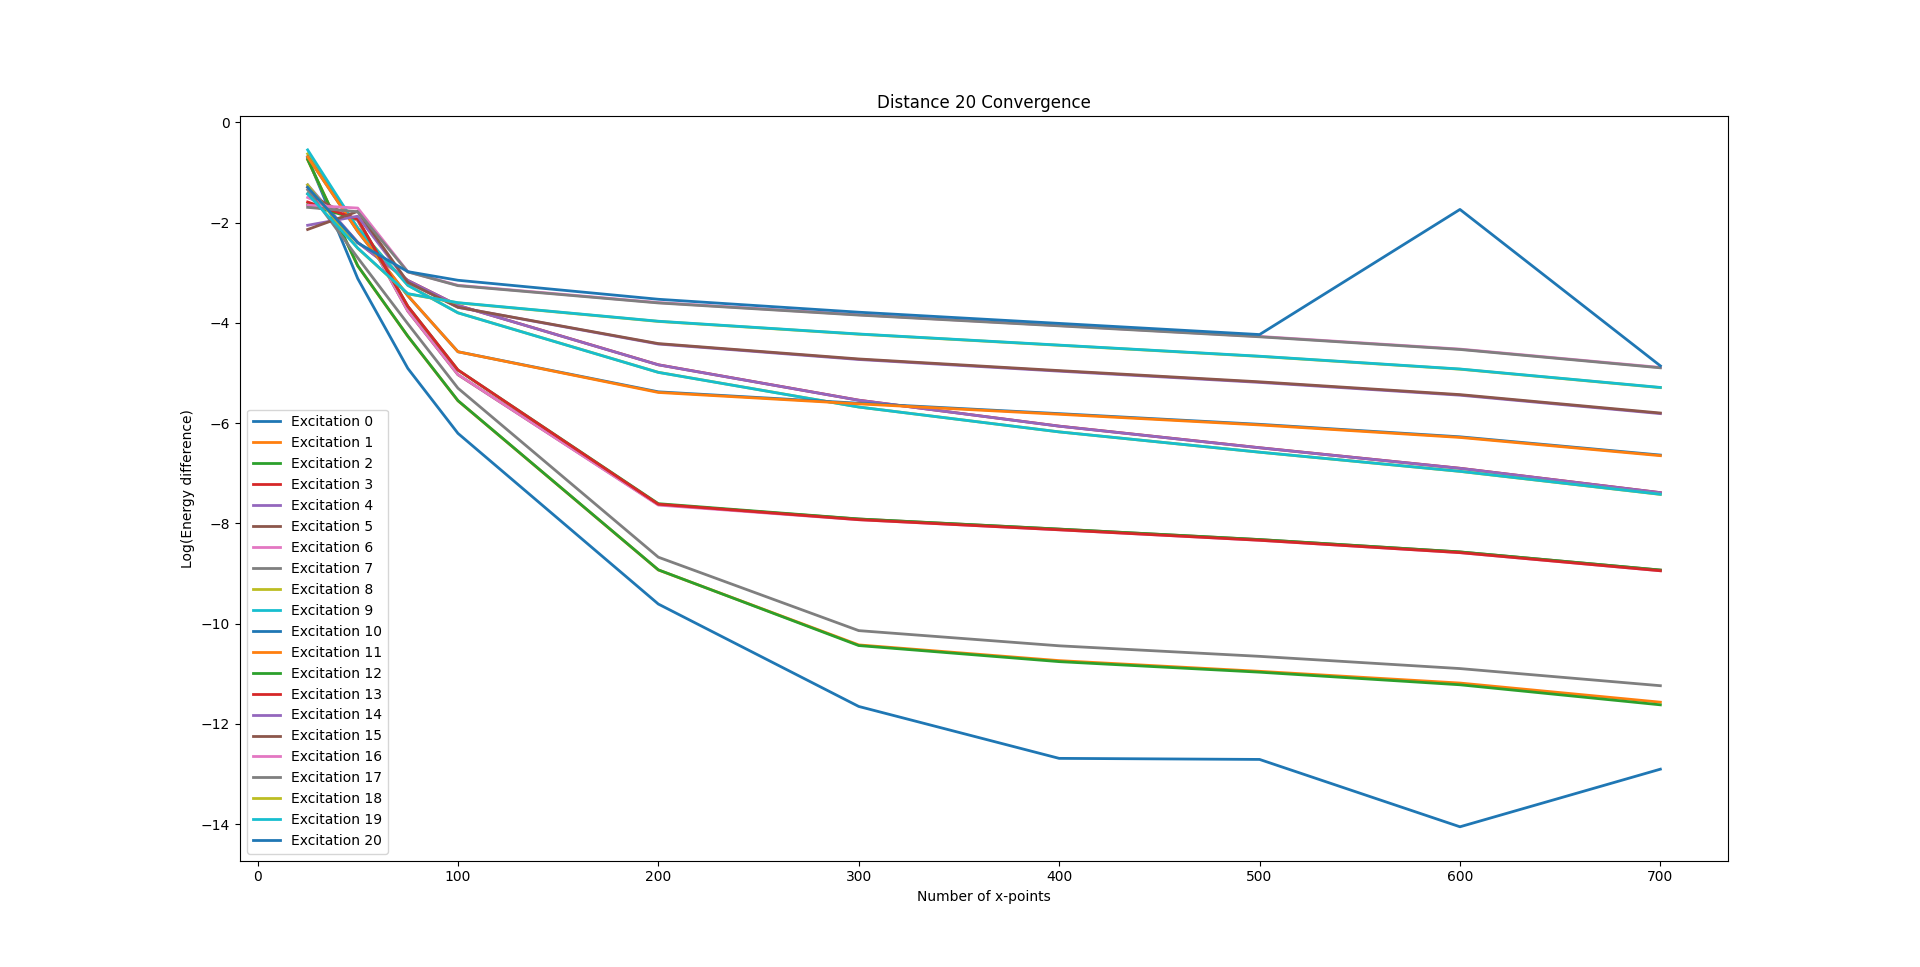 Distance 20 Convergence
0
−2
−4
−6
−8
−10
−12
−14
Log(Energy difference)
Excitation 0
Excitation 1
Excitation 2
Excitation 3
Excitation 4
Excitation 5
Excitation 6
Excitation 7
Excitation 8
Excitation 9
Excitation 10
Excitation 11
Excitation 12
Excitation 13
Excitation 14
Excitation 15
Excitation 16
Excitation 17
Excitation 18
Excitation 19
Excitation 20
0 100 200 300 400 500 600 700
Number of x-points